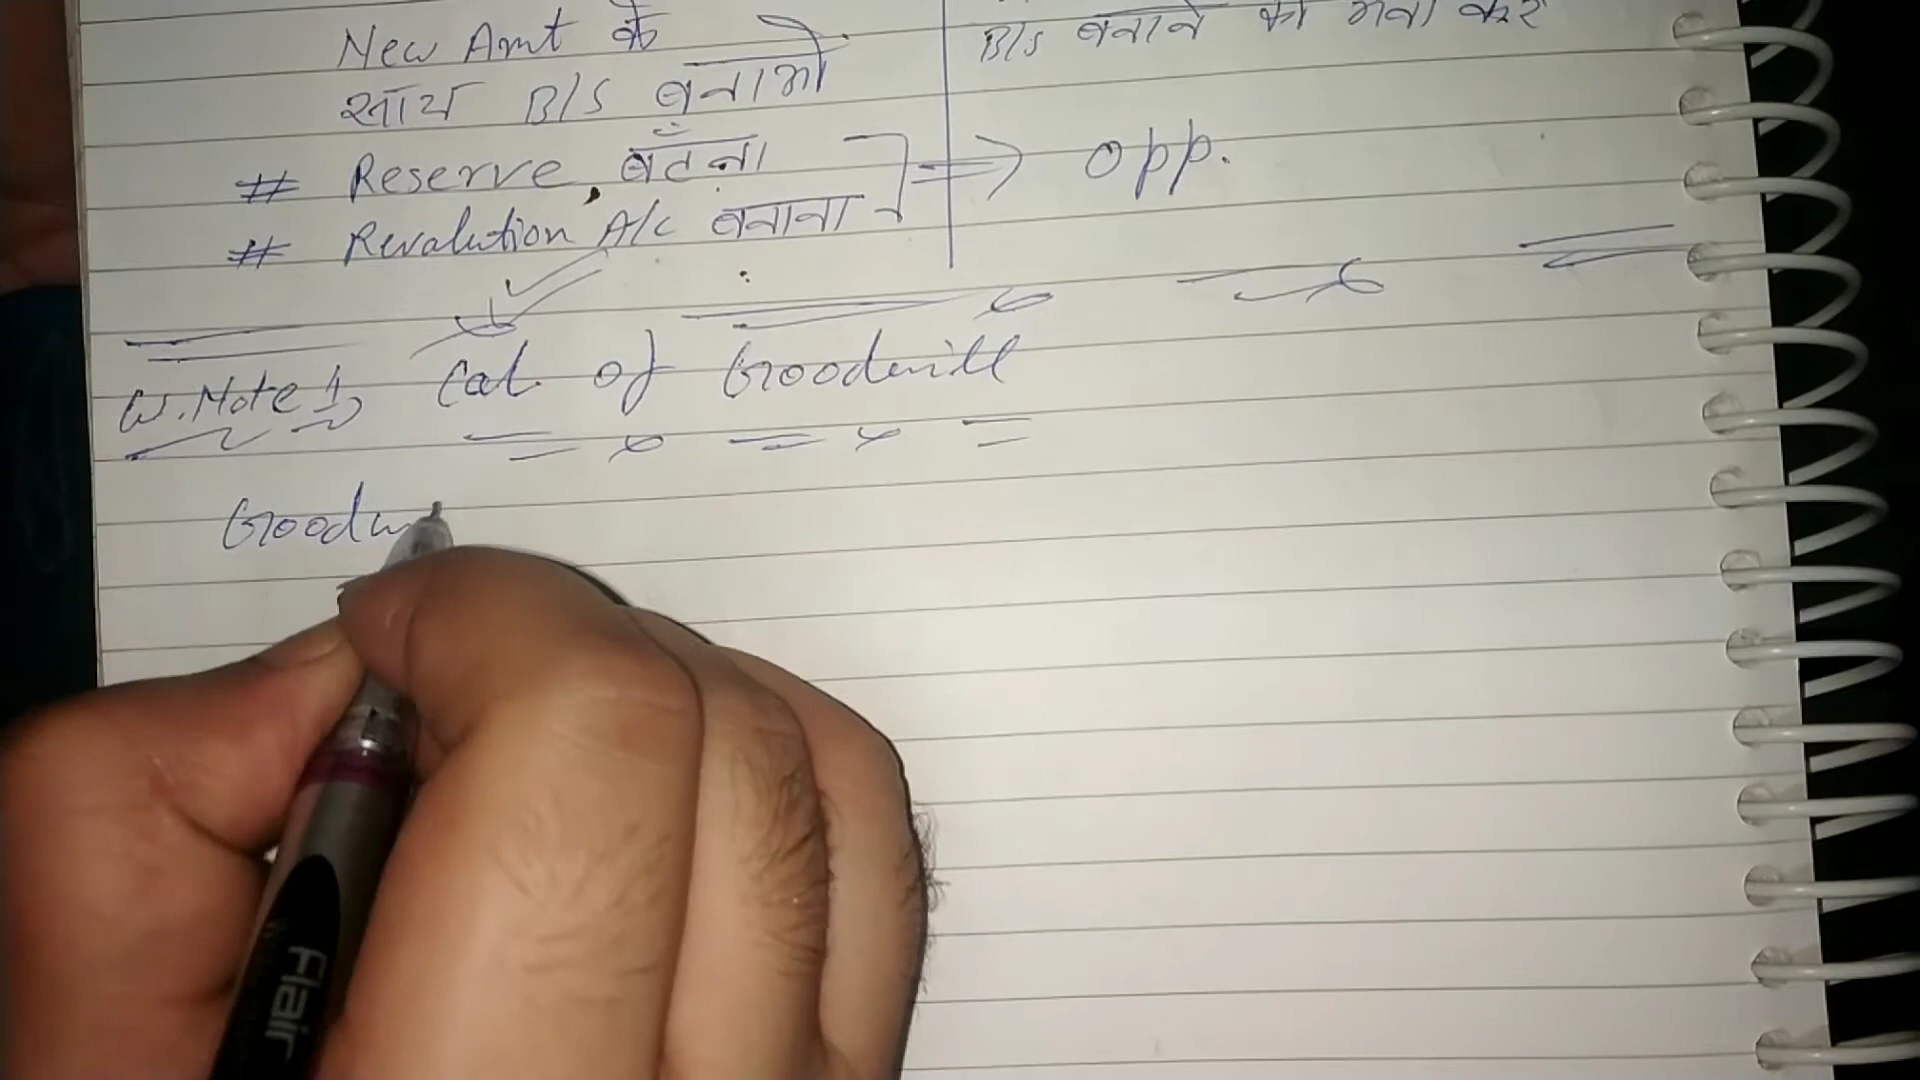 New Amt के
साथ B/S बनाओ
B/S बनाने को मना करे
# Reserve, बँटना
# Revalution A/c बनाना
=> opp.
W.Note 1 Cal. of Goodwill
Goodw
Flair